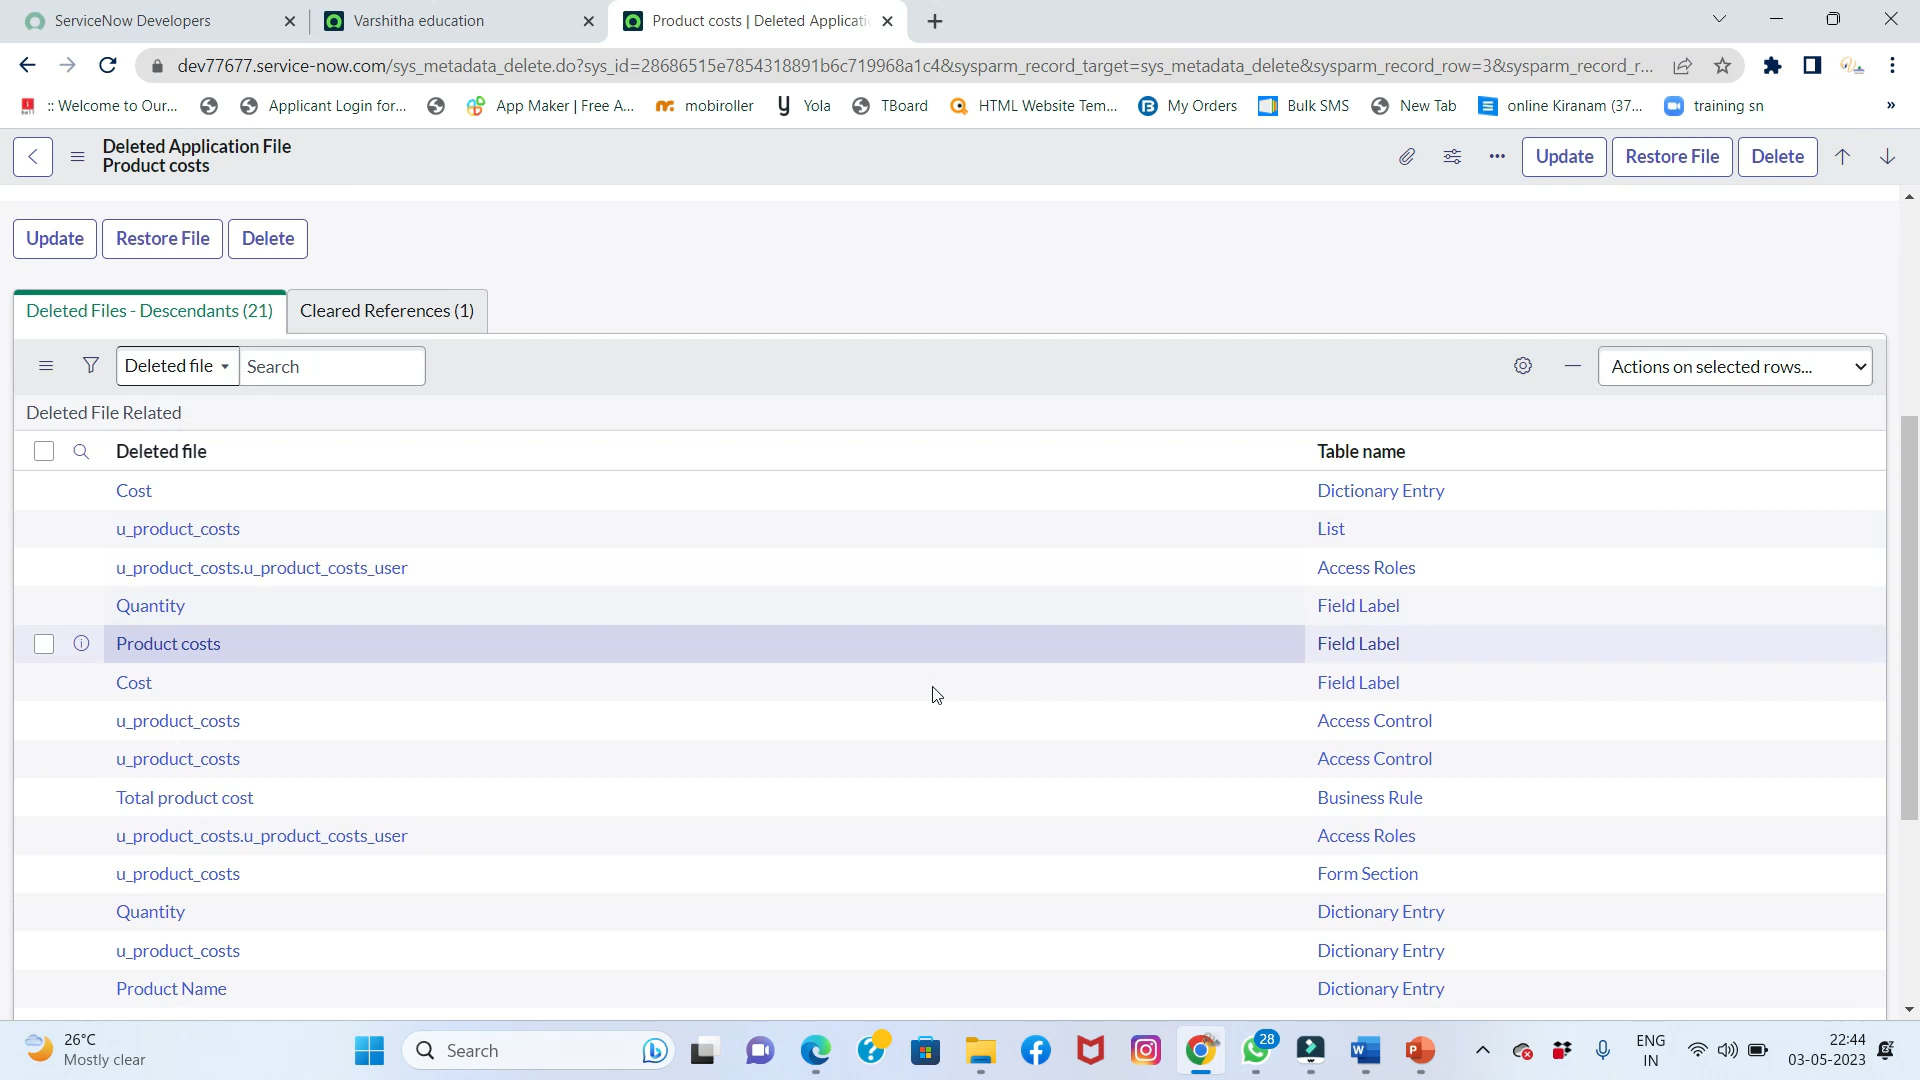 ServiceNow Developers
Varshitha education
Product costs | Deleted Applicati
dev77677.service-now.com/sys_metadata_delete.do?sys_id=28686515e7854318891b6c719968a1c4&sysparm_record_target=sys_metadata_delete&sysparm_record_row=3&sysparm_record_r...
:: Welcome to Our... Applicant Login for... App Maker | Free A... mobiroller Yola TBoard HTML Website Tem... My Orders Bulk SMS New Tab online Kiranam (37... training sn »
Deleted Application File
Product costs
Update Restore File Delete
Update Restore File Delete
Deleted Files - Descendants (21) Cleared References (1)
Deleted file Search Actions on selected rows...
Deleted File Related
Deleted file Table name
Cost Dictionary Entry
u_product_costs List
u_product_costs.u_product_costs_user Access Roles
Quantity Field Label
Product costs Field Label
Cost Field Label
u_product_costs Access Control
u_product_costs Access Control
Total product cost Business Rule
u_product_costs.u_product_costs_user Access Roles
u_product_costs Form Section
Quantity Dictionary Entry
u_product_costs Dictionary Entry
Product Name Dictionary Entry
26°C
Mostly clear
Search
28
ENG
IN
22:44
03-05-2023